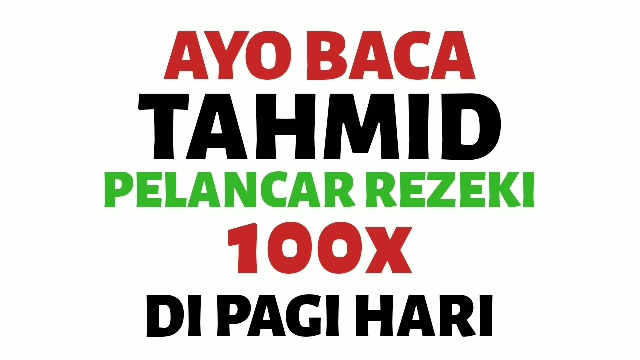 AYO BACA
TAHMID
PELANCAR REZEKI
100X
DI PAGI HARI